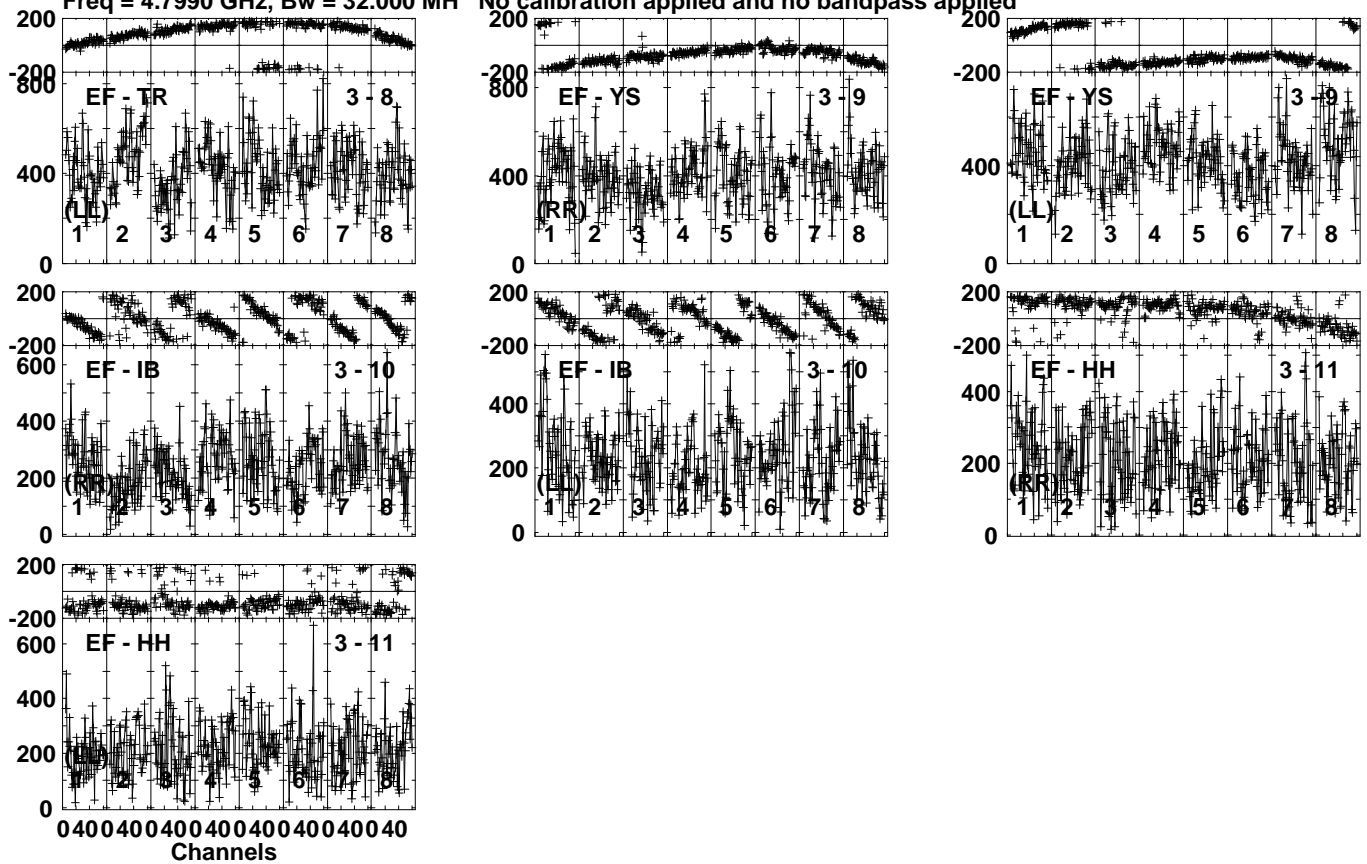 Freq = 4.7990 GHz, Bw = 32.000 MH No calibration applied and no bandpass applied
200
-200
800
400
0
EF - TR 3 - 8
(LL)
1 2 3 4 5 6 7 8
200
-200
800
400
0
EF - YS 3 - 9
(RR)
1 2 3 4 5 6 7 8
200
-200
400
0
EF - YS 3 - 9
(LL)
1 2 3 4 5 6 7 8
200
-200
600
400
200
0
EF - IB 3 - 10
(RR)
1 2 3 4 5 6 7 8
200
-200
400
200
0
EF - IB 3 - 10
(LL)
1 2 3 4 5 6 7 8
200
-200
400
200
0
EF - HH 3 - 11
(RR)
1 2 3 4 5 6 7 8
200
-200
600
400
200
0
EF - HH 3 - 11
(LL)
1 2 3 4 5 6 7 8
0 40 0 40 0 40 0 40 0 40 0 40 0 40 0 40
Channels